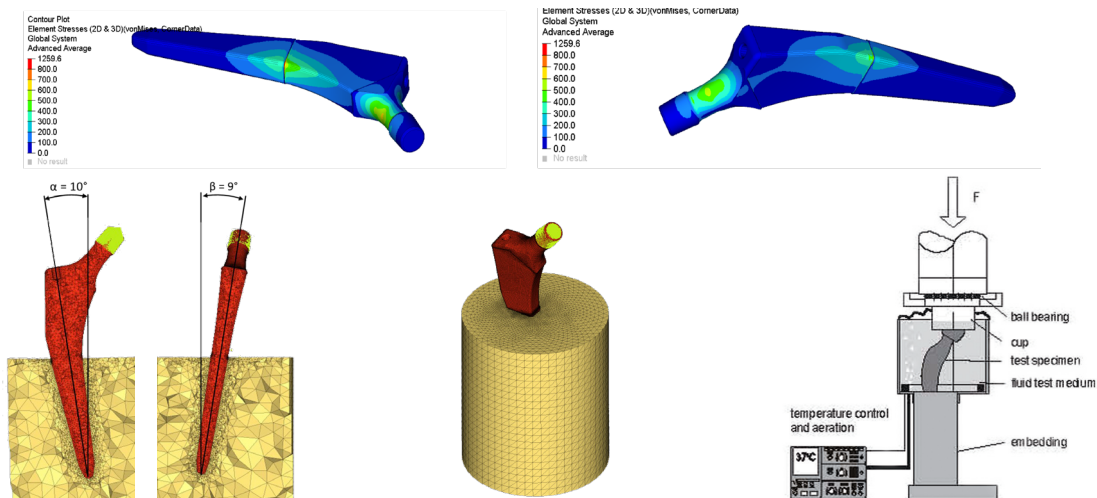 Contour Plot
Element Stresses (2D & 3D)(vonMises, CornerData)
Global System
Advanced Average
1259.6
800.0
700.0
600.0
500.0
400.0
300.0
200.0
100.0
0.0
No result
Element Stresses (2D & 3D)(vonMises, CornerData)
Global System
Advanced Average
1259.6
800.0
700.0
600.0
500.0
400.0
300.0
200.0
100.0
0.0
No result
α = 10°
β = 9°
F
ball bearing
cup
test specimen
fluid test medium
temperature control
and aeration
embedding
37°C